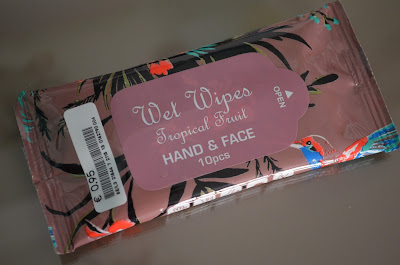 Wet Wipes
Tropical Fruit
HAND & FACE
10pcs
OPEN
€ 0,95